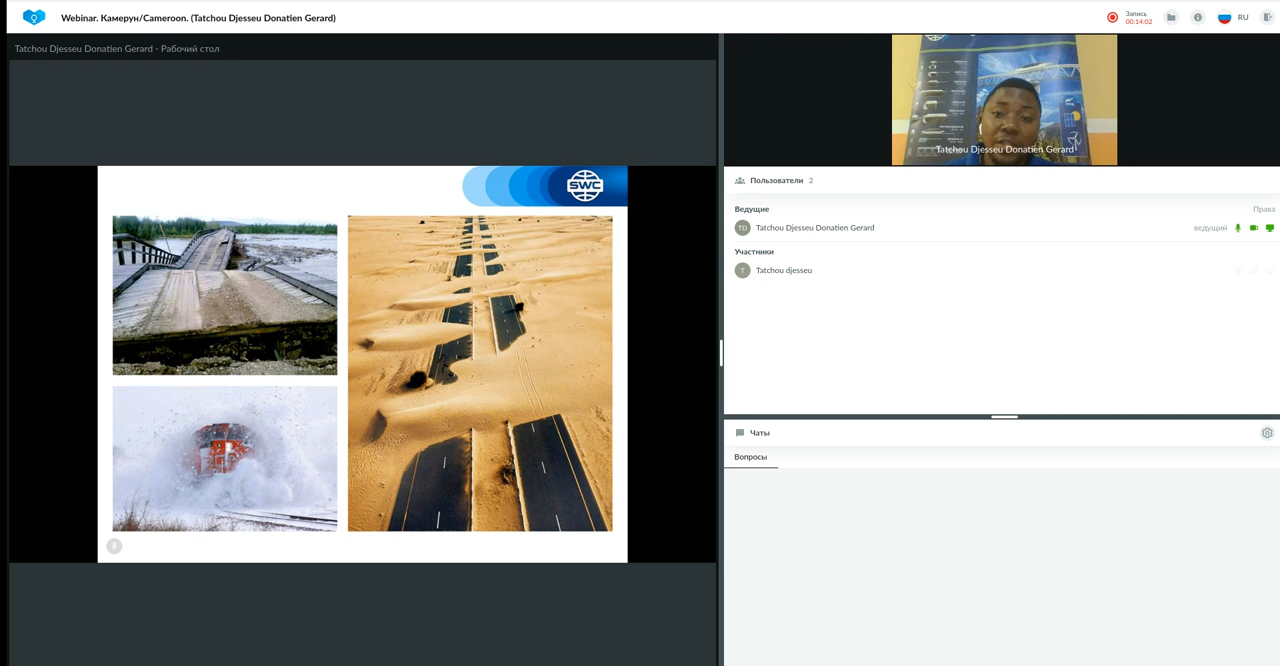 Webinar. Камерун/Cameroon. (Tatchou Djesseu Donatien Gerard)
Запись
00:14:02
RU
Tatchou Djesseu Donatien Gerard - Рабочий стол
SWC
8
Tatchou Djesseu Donatien Gerard
Пользователи 2
Ведущие
Права
TD
Tatchou Djesseu Donatien Gerard
ведущий
Участники
T
Tatchou djesseu
Чаты
Вопросы